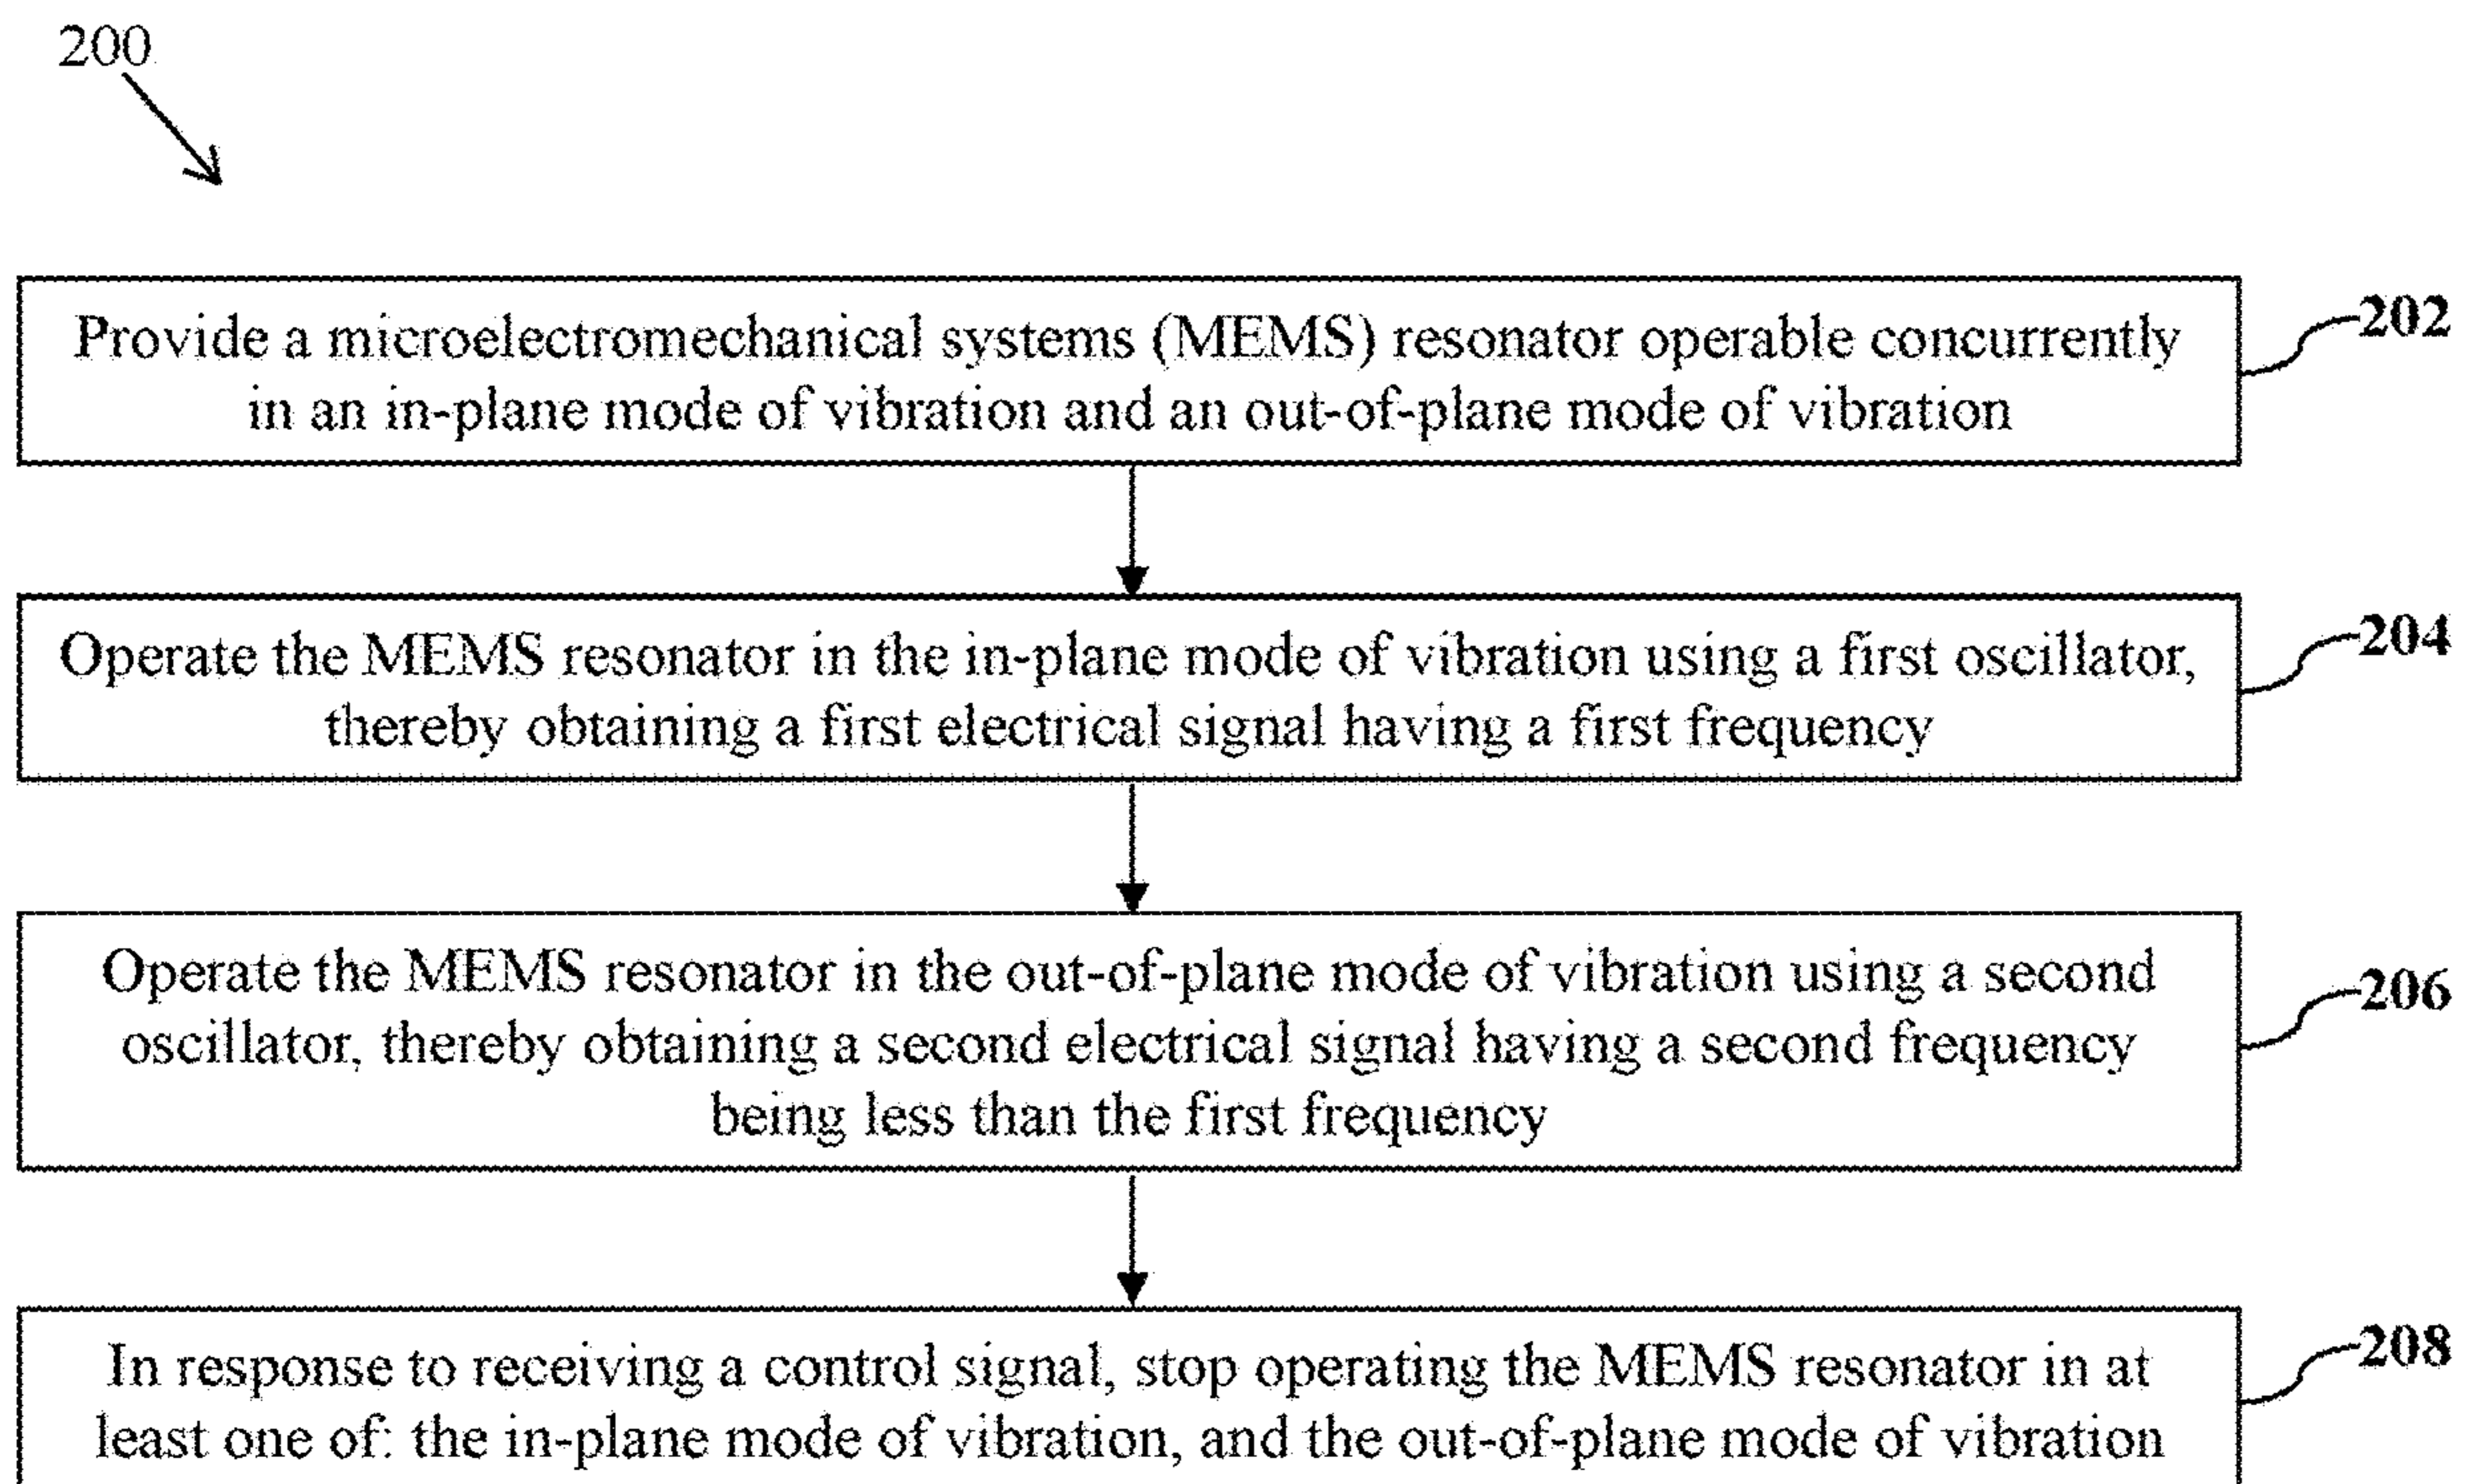 200
Provide a microelectromechanical systems (MEMS) resonator operable concurrently
in an in-plane mode of vibration and an out-of-plane mode of vibration
202
Operate the MEMS resonator in the in-plane mode of vibration using a first oscillator,
thereby obtaining a first electrical signal having a first frequency
204
Operate the MEMS resonator in the out-of-plane mode of vibration using a second
oscillator, thereby obtaining a second electrical signal having a second frequency
being less than the first frequency
206
In response to receiving a control signal, stop operating the MEMS resonator in at
least one of: the in-plane mode of vibration, and the out-of-plane mode of vibration
208